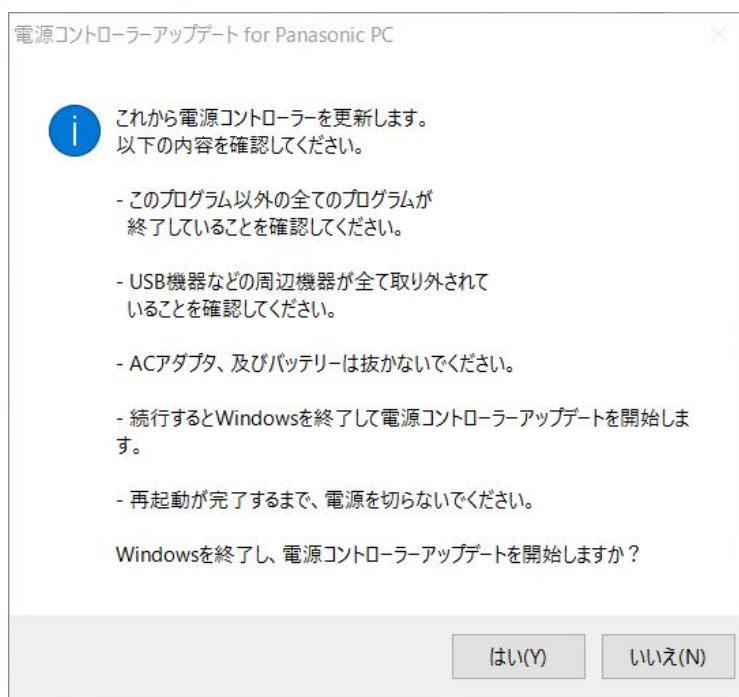 電源コントローラーアップデート for Panasonic PC
これから電源コントローラーを更新します。
以下の内容を確認してください。
- このプログラム以外の全てのプログラムが
終了していることを確認してください。
- USB機器などの周辺機器が全て取り外されて
いることを確認してください。
- ACアダプタ、及びバッテリーは抜かないでください。
- 続行するとWindowsを終了して電源コントローラーアップデートを開始しま
す。
- 再起動が完了するまで、電源を切らないでください。
Windowsを終了し、電源コントローラーアップデートを開始しますか？
はい(Y) いいえ(N)